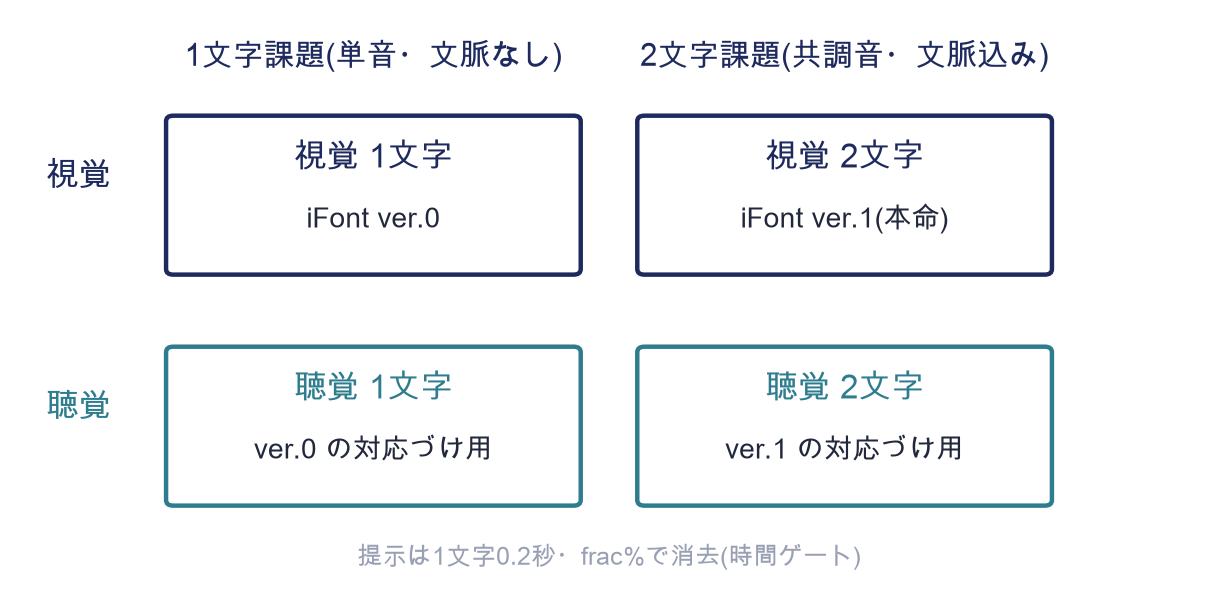 1文字課題(単音・文脈なし)
2文字課題(共調音・文脈込み)
視覚
視覚 1文字
iFont ver.0
視覚 2文字
iFont ver.1(本命)
聴覚
聴覚 1文字
ver.0 の対応づけ用
聴覚 2文字
ver.1 の対応づけ用
提示は1文字0.2秒・frac%で消去(時間ゲート)